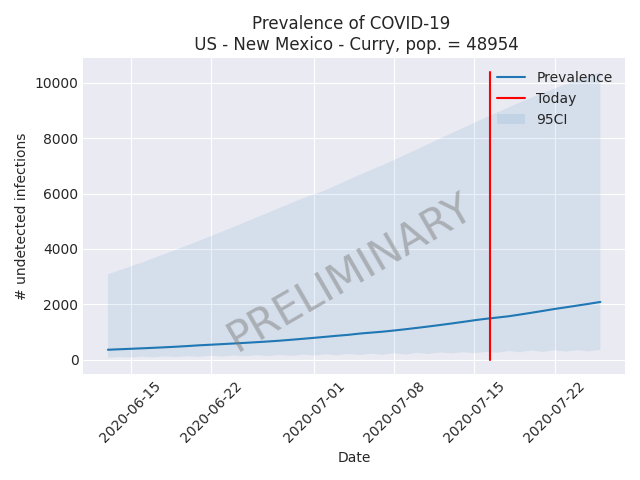 Prevalence of COVID-19
US - New Mexico - Curry, pop. = 48954
# undetected infections
10000
8000
6000
4000
2000
0
Prevalence
Today
95CI
PRELIMINARY
2020-06-15
2020-06-22
2020-07-01
2020-07-08
2020-07-15
2020-07-22
Date